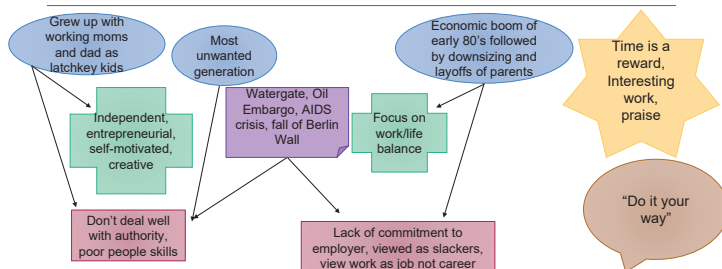 Grew up with
working moms
and dad as
latchkey kids
Most
unwanted
generation
Economic boom of
early 80's followed
by downsizing and
layoffs of parents
Time is a
reward,
Interesting
work,
praise
Independent,
entrepreneurial,
self-motivated,
creative
Watergate, Oil
Embargo, AIDS
crisis, fall of Berlin
Wall
Focus on
work/life
balance
"Do it your
way"
Don't deal well
with authority,
poor people skills
Lack of commitment to
employer, viewed as slackers,
view work as job not career